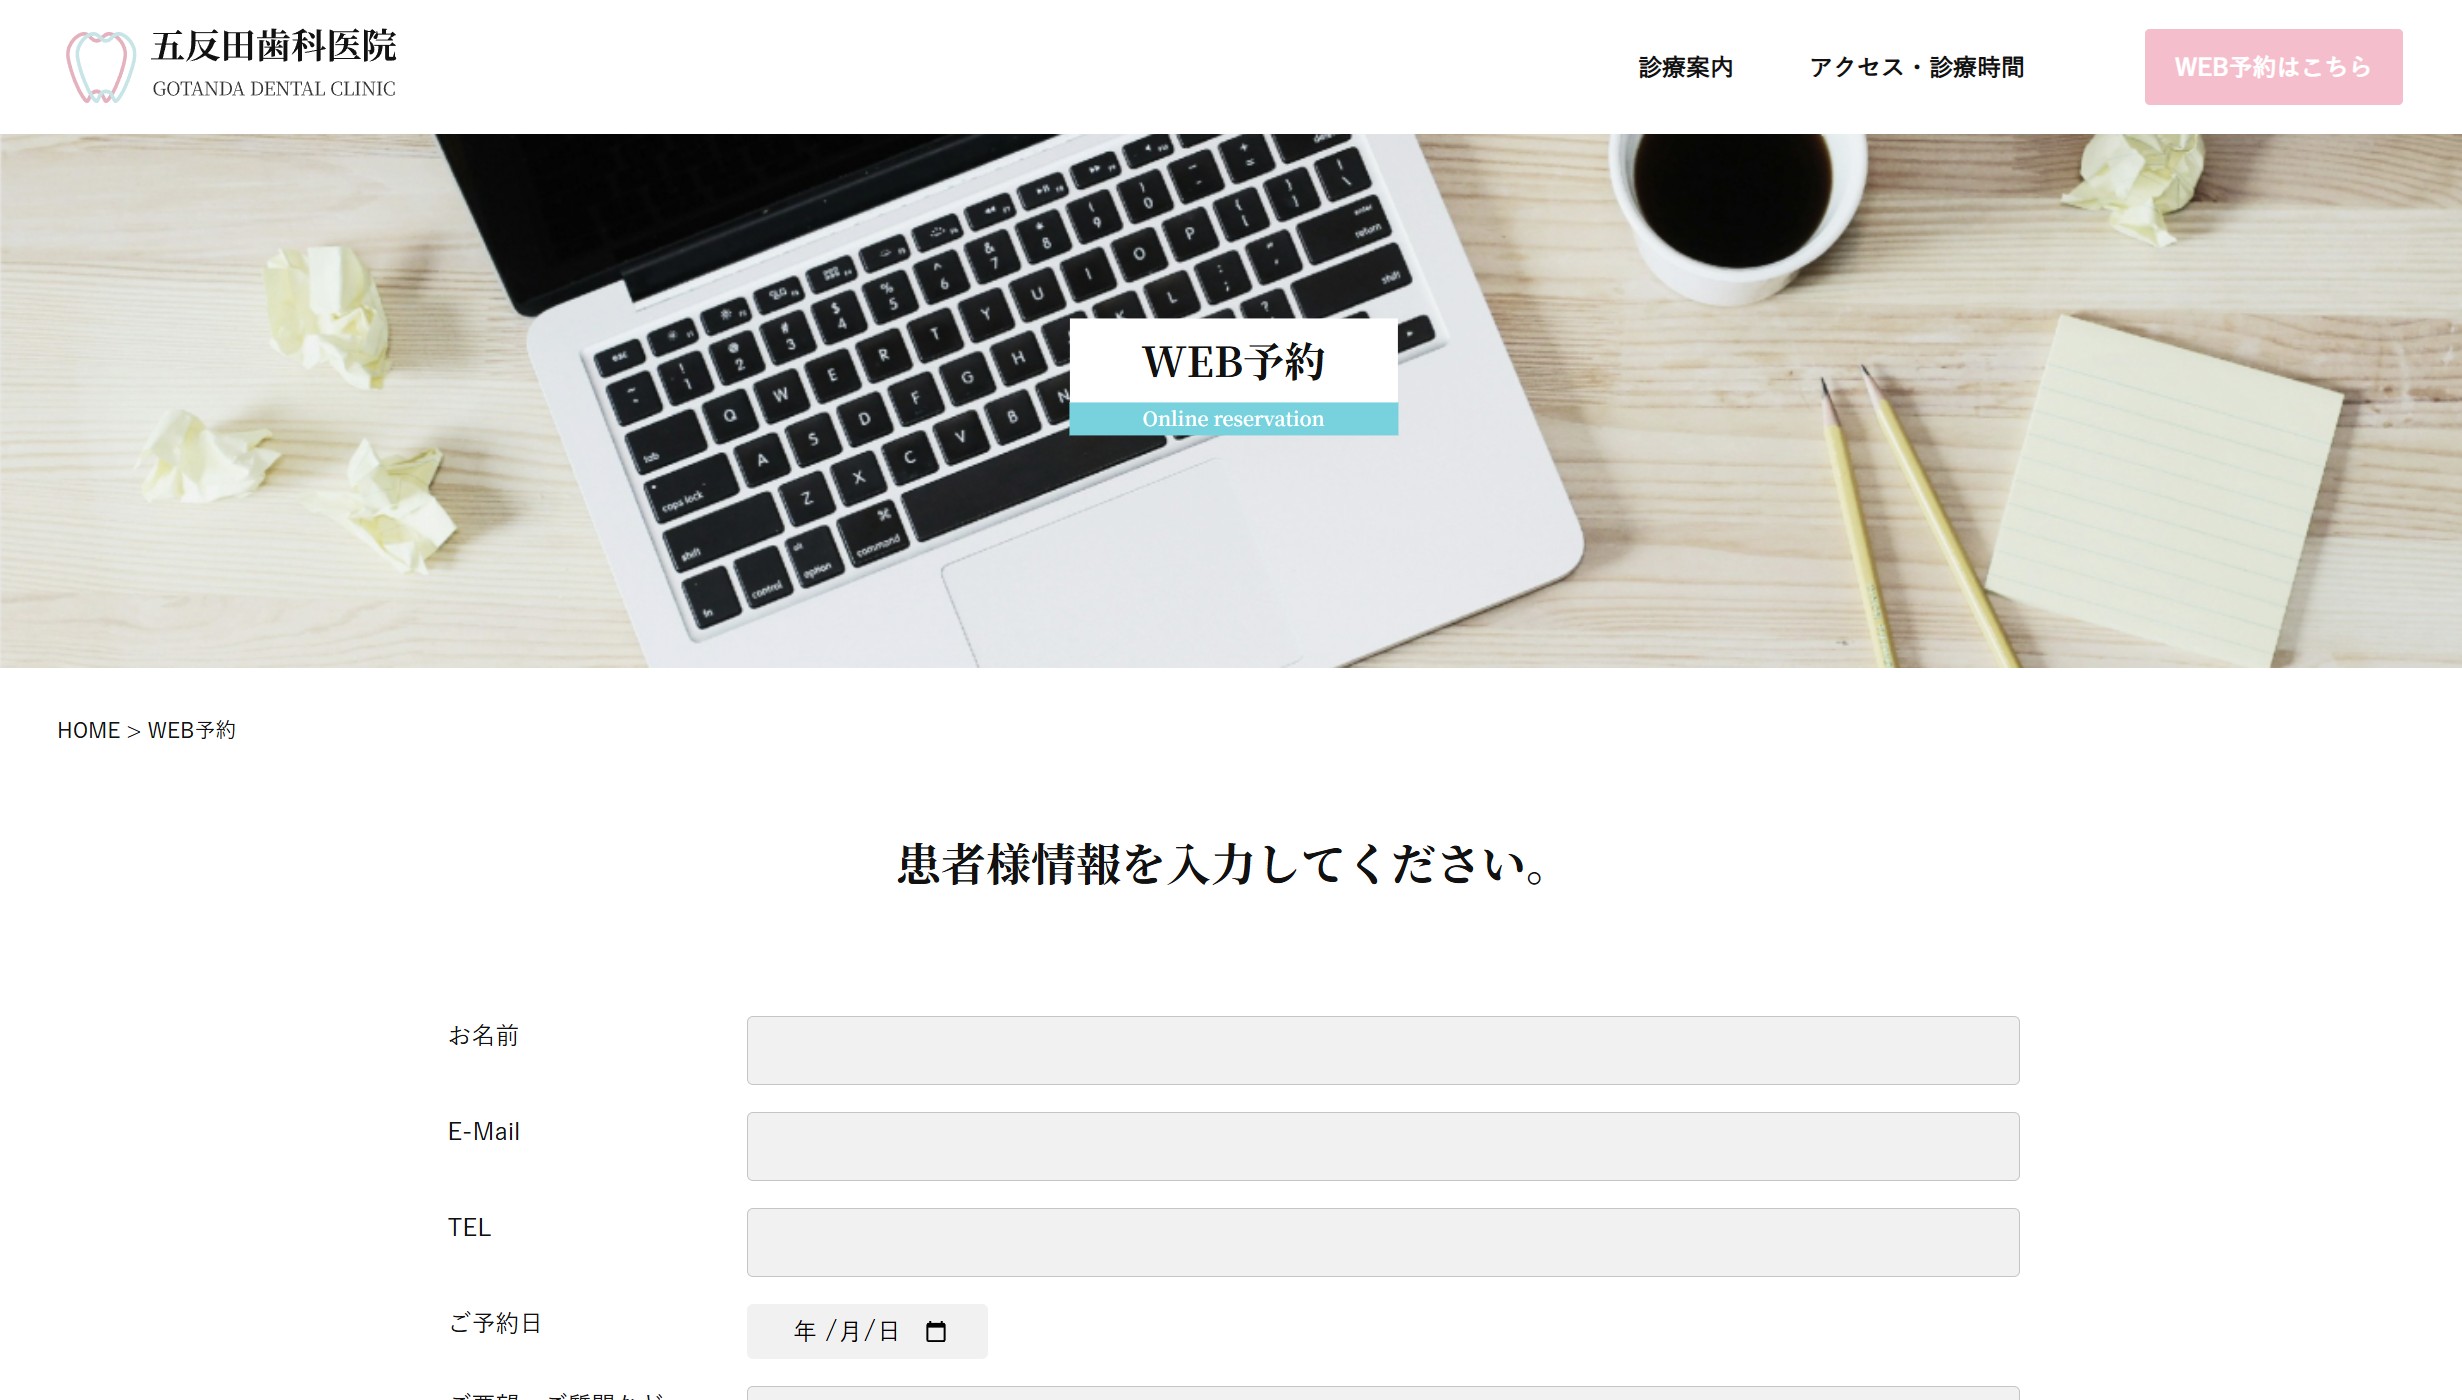 五反田歯科医院
GOTANDA DENTAL CLINIC
診療案内
アクセス・診療時間
WEB予約はこちら
WEB予約
Online reservation
HOME > WEB予約
患者様情報を入力してください。
お名前
E-Mail
TEL
ご予約日
年 /月/日